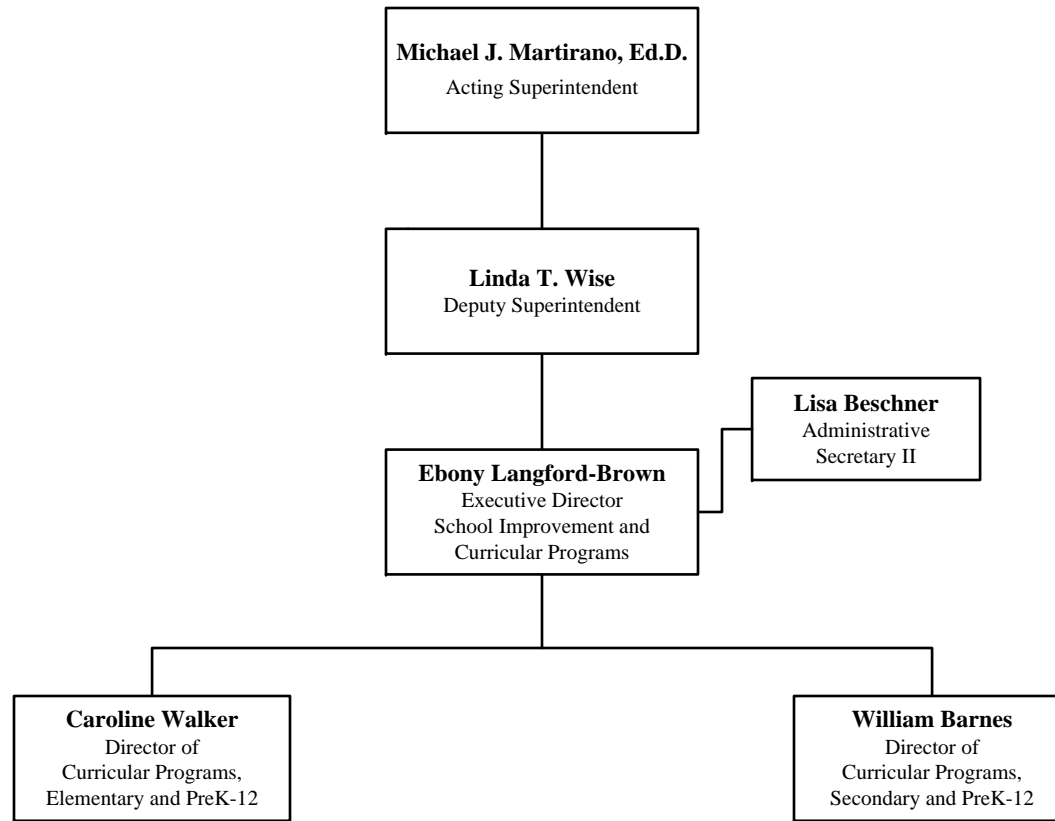 Michael J. Martirano, Ed.D.
Acting Superintendent
Linda T. Wise
Deputy Superintendent
Lisa Beschner
Administrative
Secretary II
Ebony Langford-Brown
Executive Director
School Improvement and
Curricular Programs
Caroline Walker
Director of
Curricular Programs,
Elementary and PreK-12
William Barnes
Director of
Curricular Programs,
Secondary and PreK-12